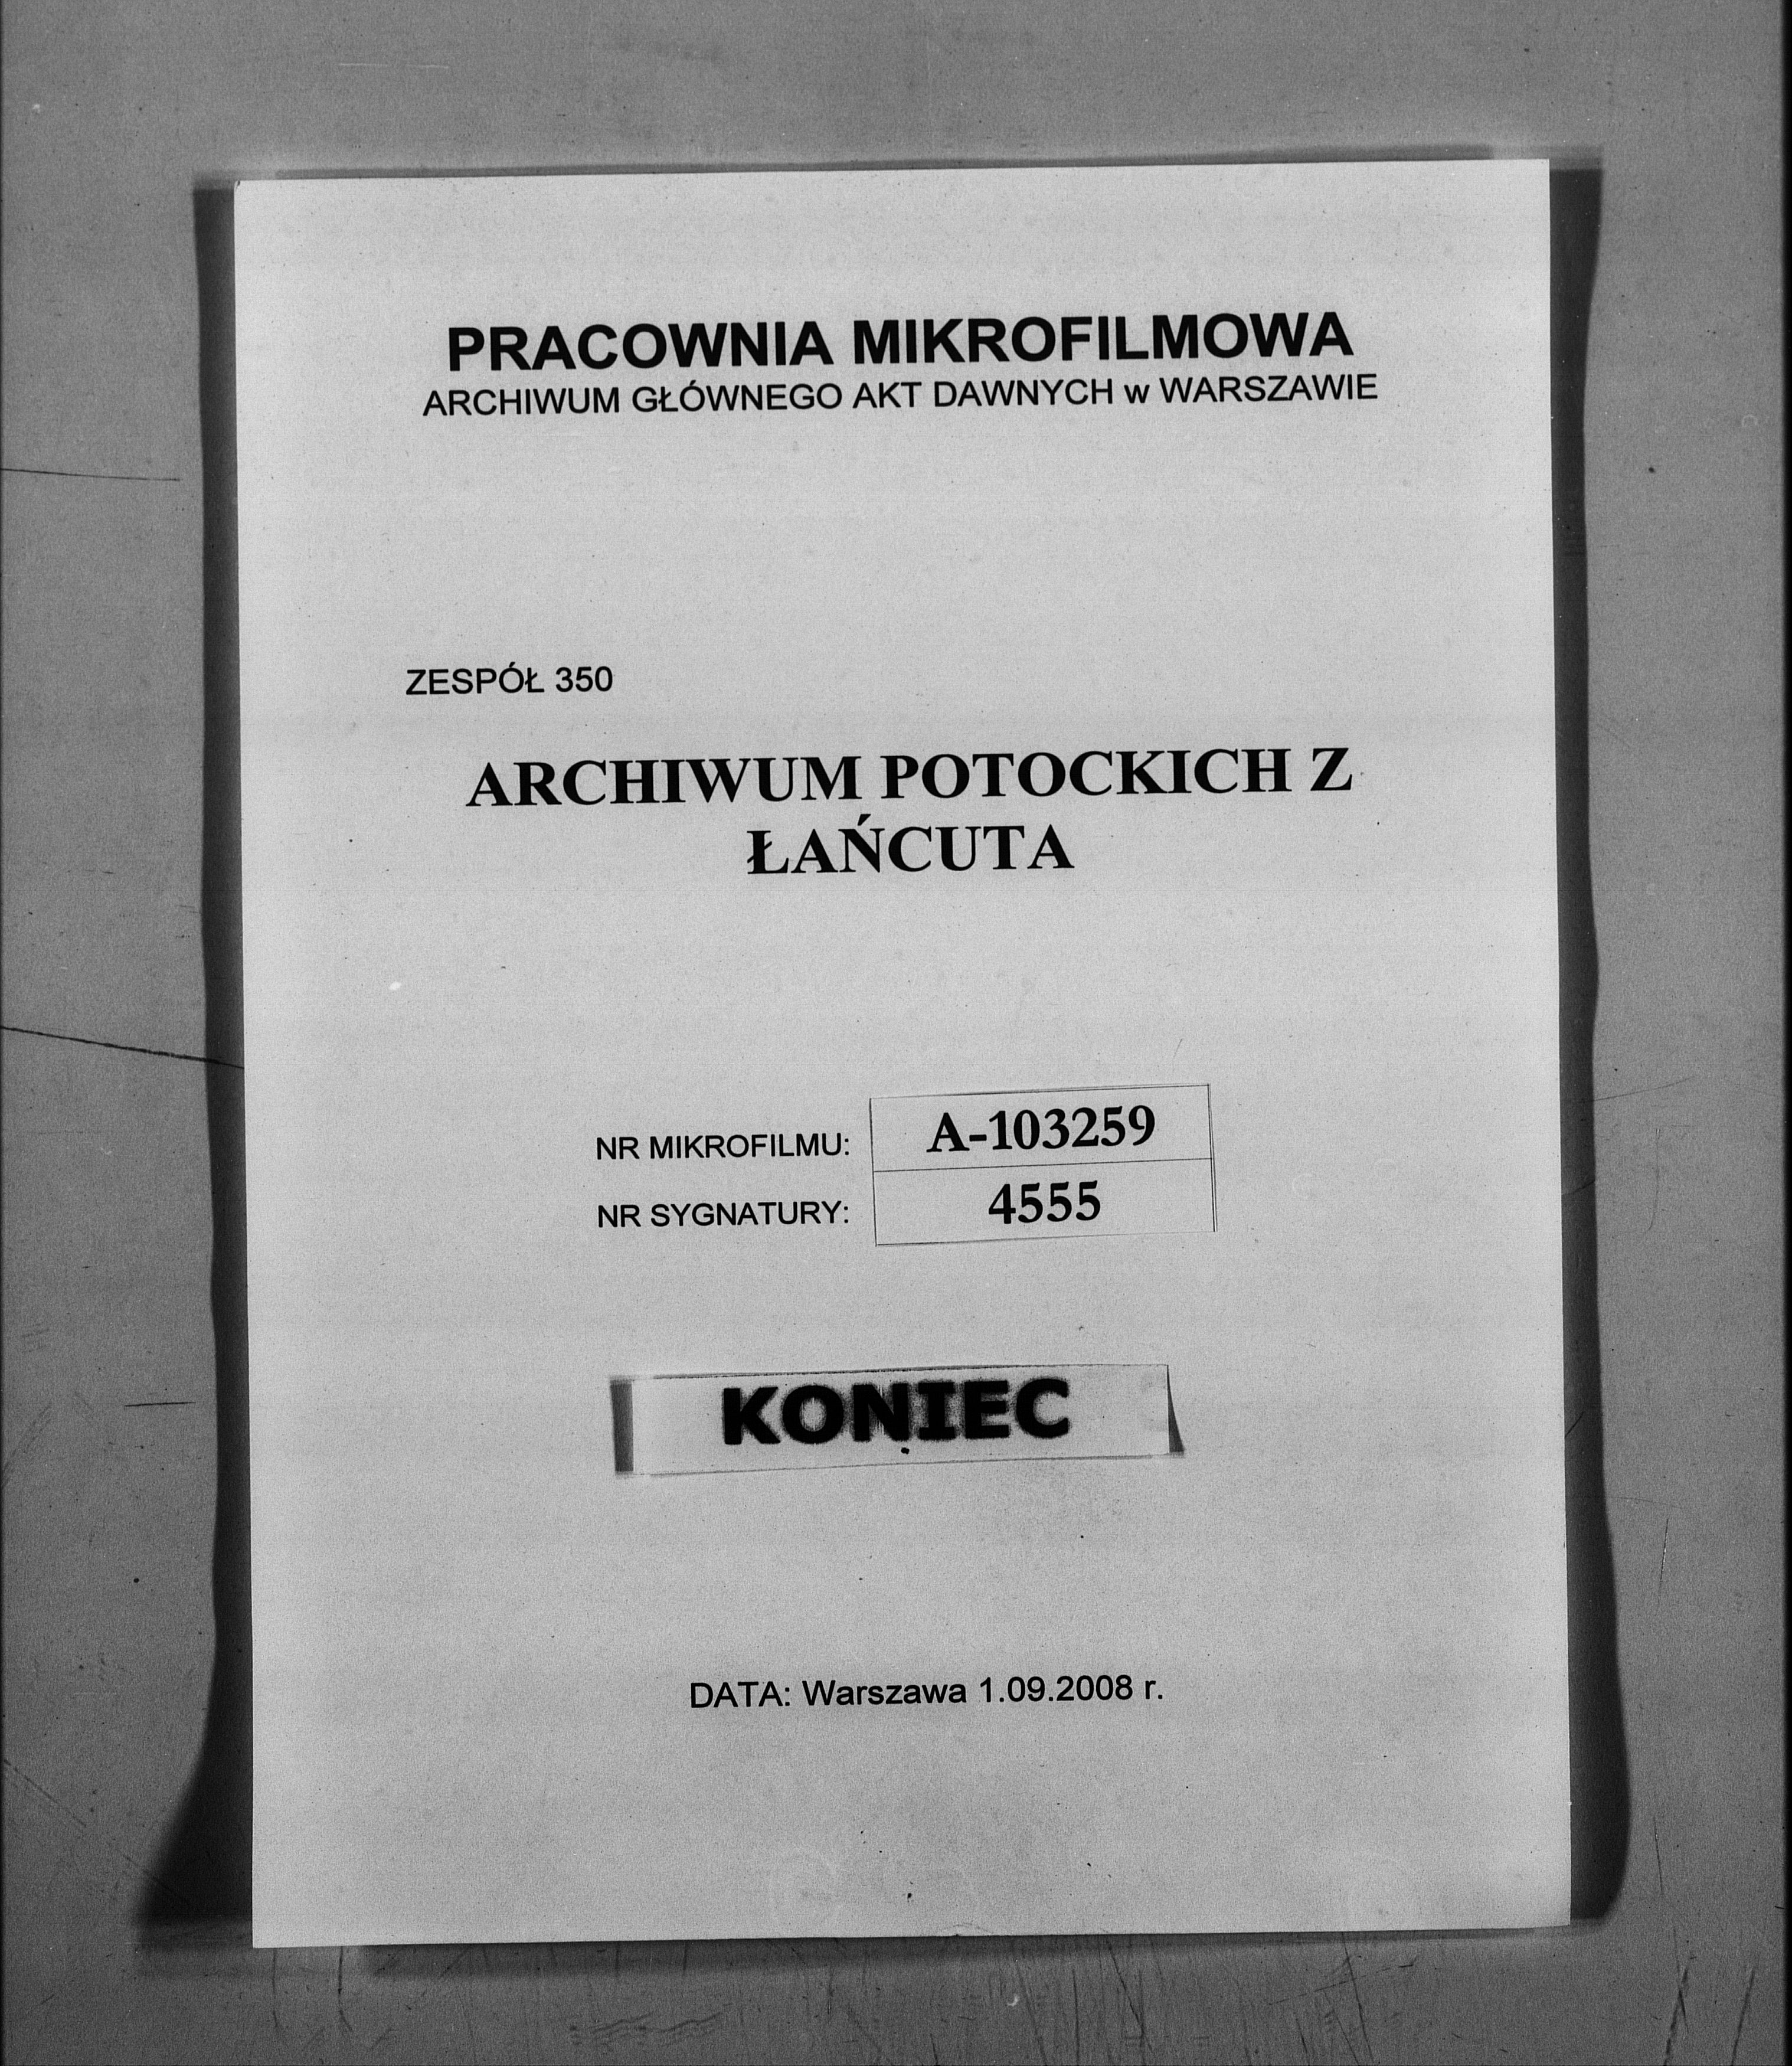 PRACOWNIA MIKROFILMOWA
ARCHIWUM GŁÓWNEGO AKT DAWNYCH w WARSZAWIE
ZESPÓŁ 350
ARCHIWUM POTOCKICH Z
ŁAŃCUTA
NR MIKROFILMU: A-103259
NR SYGNATURY: 4555
KONIEC
DATA: Warszawa 1.09.2008 r.